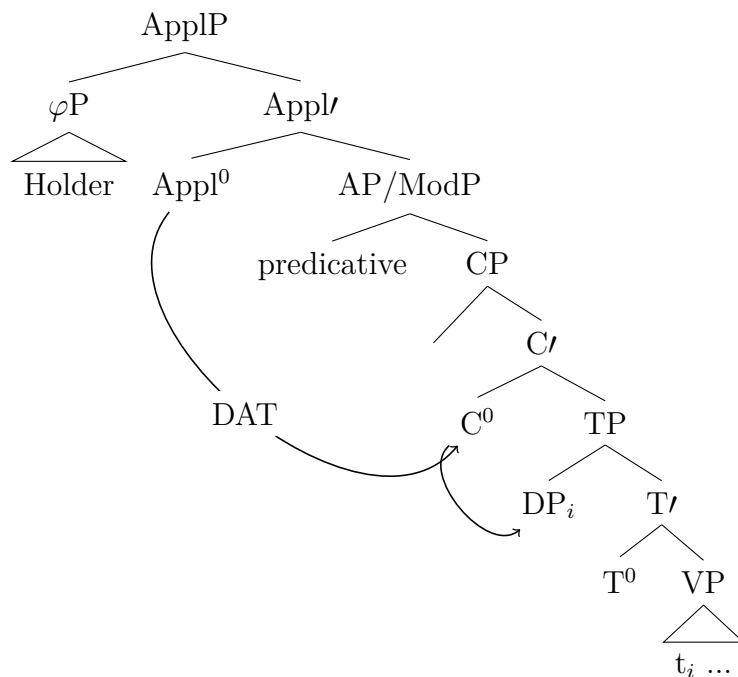 ApplP
φP Appl′
Holder Appl⁰ AP/ModP
predicative CP
C′
DAT C⁰ TP
DPᵢ T′
T⁰ VP
tᵢ ...